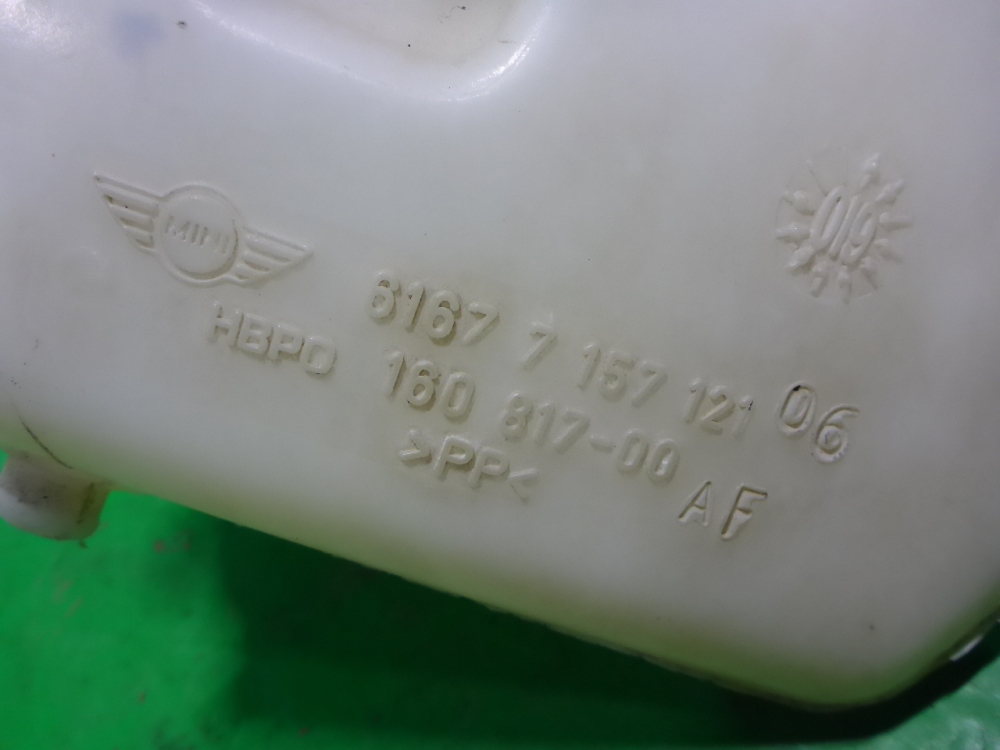 MINI
6167 7 157 121 06
HBPO 160 817-00 AF
>PP<